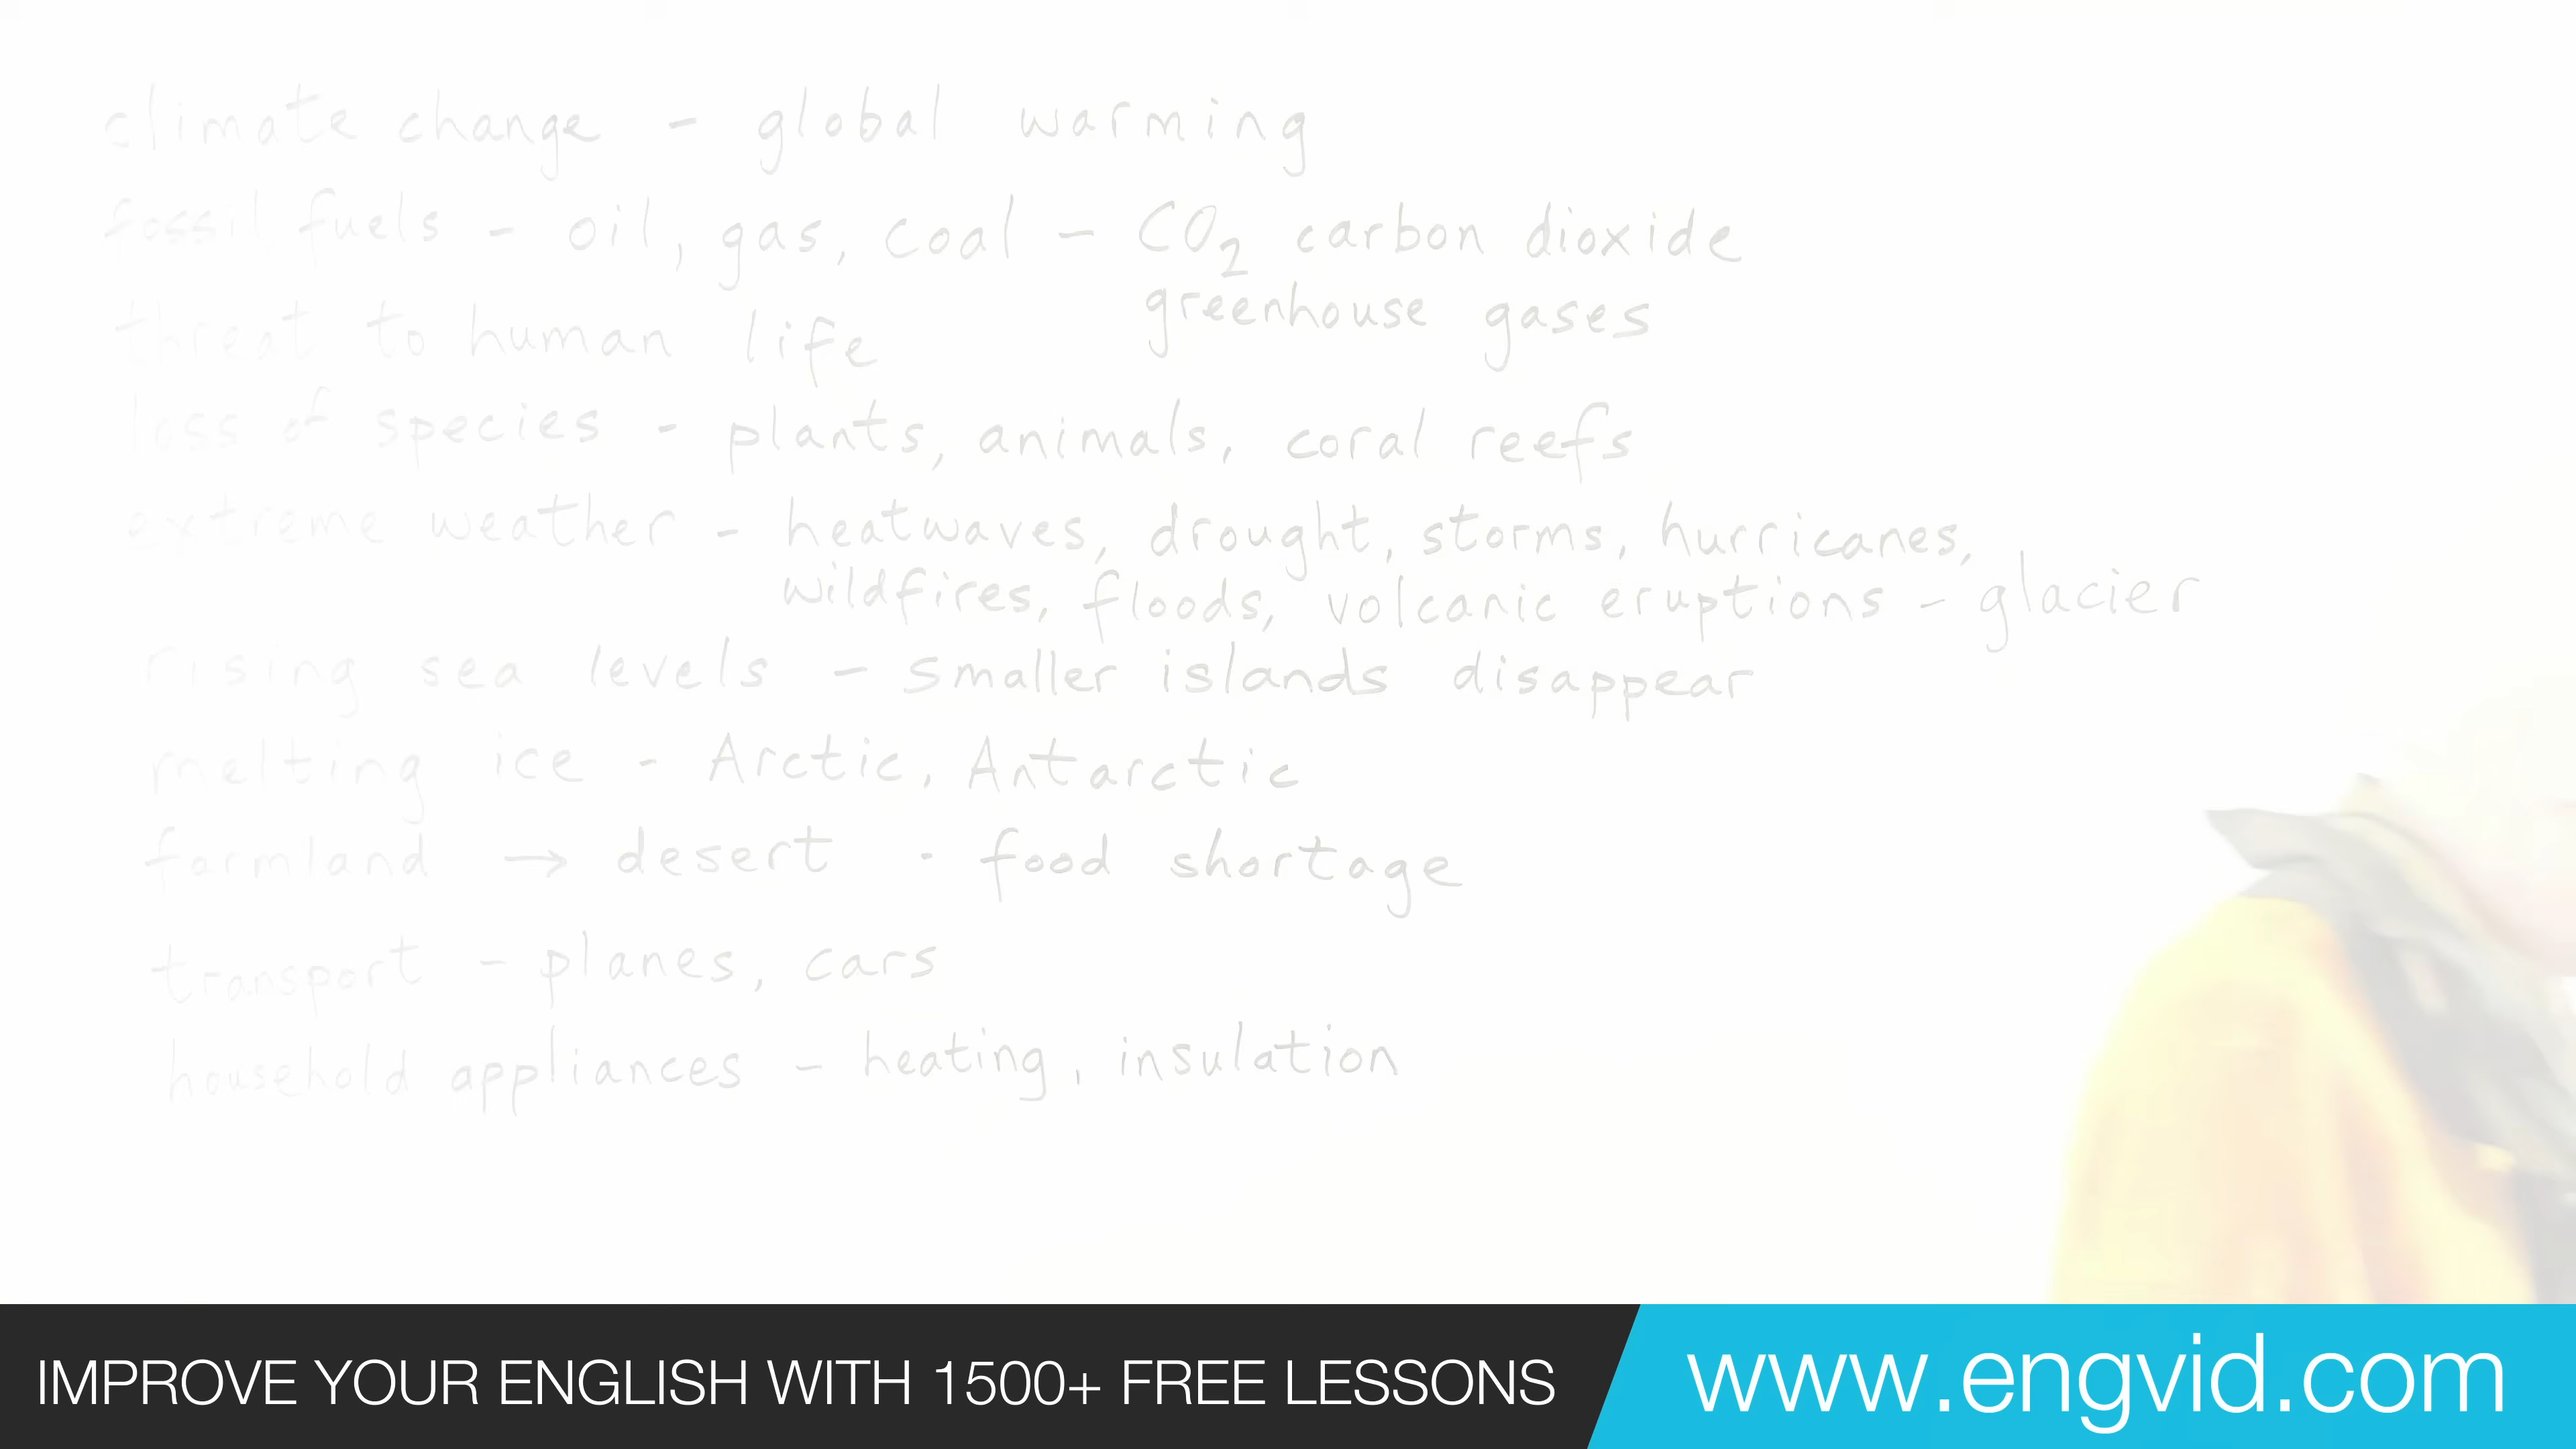 climate change - global warming
fossil fuels - oil, gas, coal - CO₂ carbon dioxide
greenhouse gases
threat to human life
loss of species - plants, animals, coral reefs
extreme weather - heatwaves, drought, storms, hurricanes,
wildfires, floods, volcanic eruptions - glacier
rising sea levels - smaller islands disappear
melting ice - Arctic, Antarctic
farmland → desert - food shortage
transport - planes, cars
household appliances - heating, insulation
IMPROVE YOUR ENGLISH WITH 1500+ FREE LESSONS
www.engvid.com